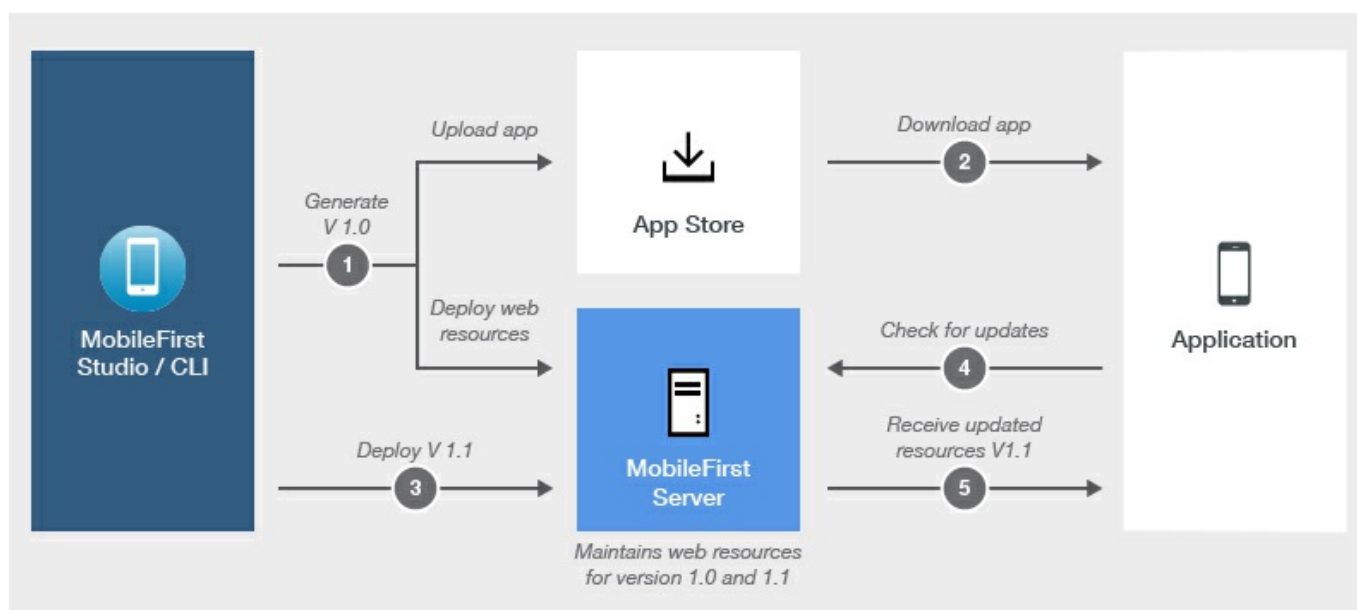 MobileFirst
Studio / CLI
Generate
V 1.0
1
Upload app
Deploy web
resources
Deploy V 1.1
3
App Store
MobileFirst
Server
Maintains web resources
for version 1.0 and 1.1
Download app
2
Check for updates
4
Receive updated
resources V1.1
5
Application